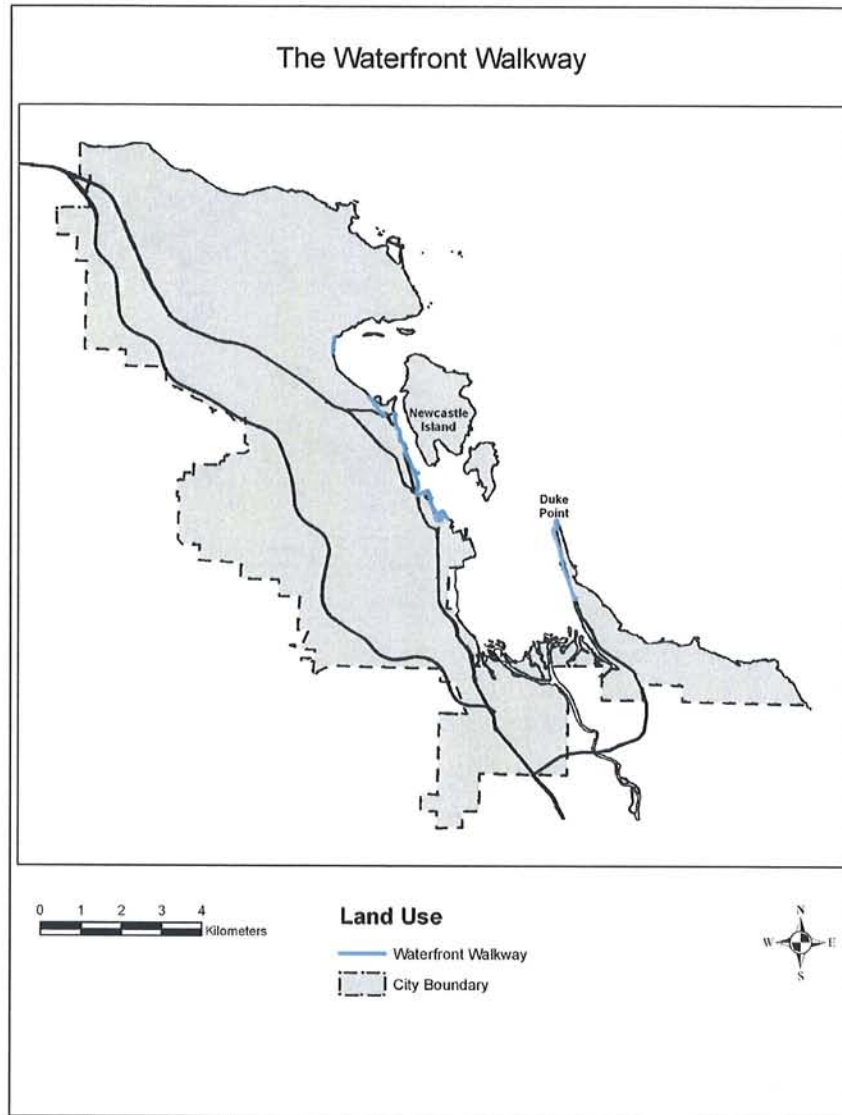 The Waterfront Walkway
Newcastle
Island
Duke
Point
0 1 2 3 4
Kilometers
Land Use
Waterfront Walkway
City Boundary
N
W E
S